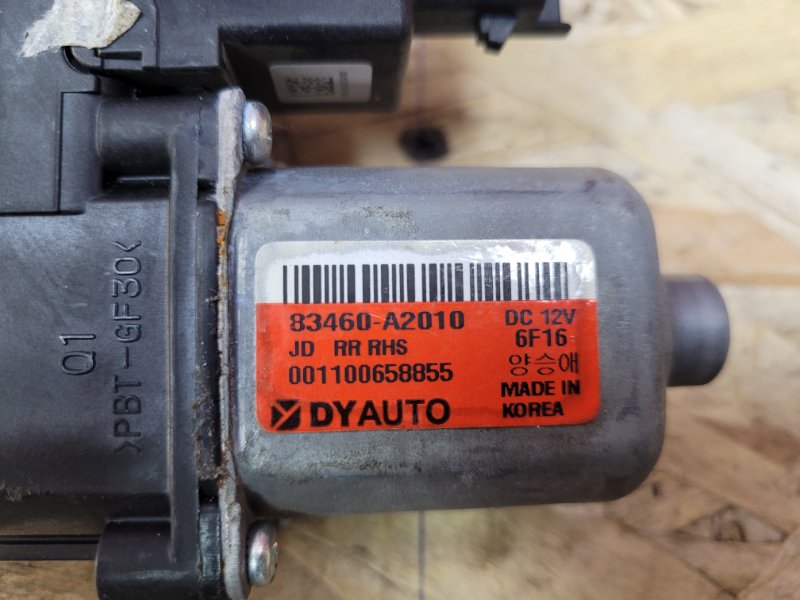 83460-A2010
DC 12V
JD RR RHS
6F16
001100658855
양승애
DYAUTO
MADE IN
KOREA
Q1
>PBT-GF30<